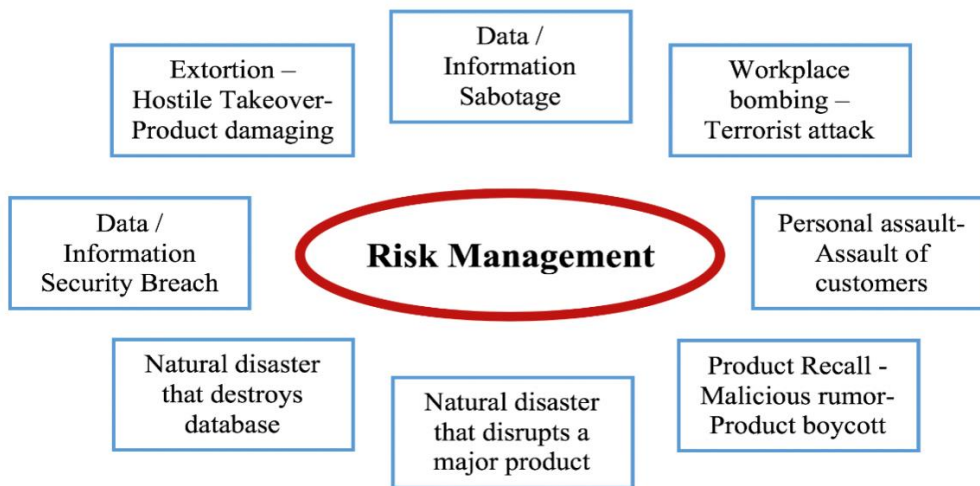 Data /
Information
Sabotage
Extortion –
Hostile Takeover-
Product damaging
Workplace
bombing –
Terrorist attack
Data /
Information
Security Breach
Risk Management
Personal assault-
Assault of
customers
Natural disaster
that destroys
database
Natural disaster
that disrupts a
major product
Product Recall -
Malicious rumor-
Product boycott